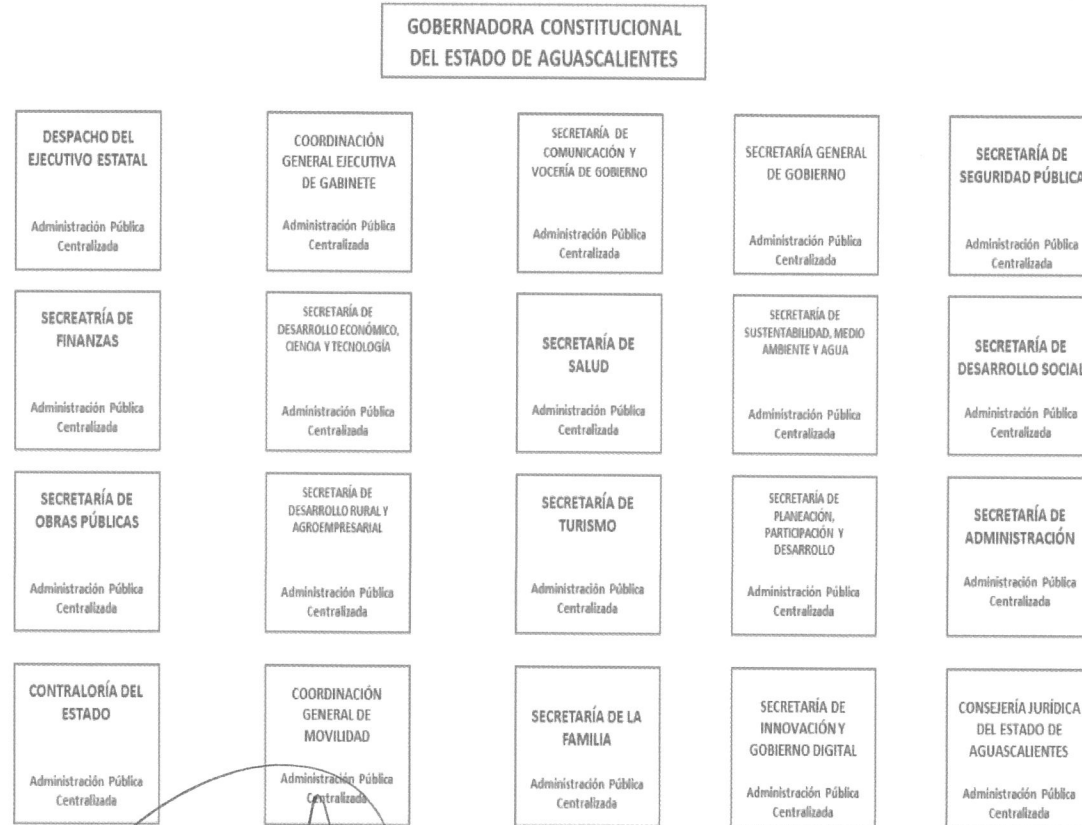 GOBERNADORA CONSTITUCIONAL
DEL ESTADO DE AGUASCALIENTES
DESPACHO DEL
EJECUTIVO ESTATAL
Administración Pública
Centralizada
COORDINACIÓN
GENERAL EJECUTIVA
DE GABINETE
Administración Pública
Centralizada
SECRETARÍA DE
COMUNICACIÓN Y
VOCERÍA DE GOBIERNO
Administración Pública
Centralizada
SECRETARÍA GENERAL
DE GOBIERNO
Administración Pública
Centralizada
SECRETARÍA DE
SEGURIDAD PÚBLICA
Administración Pública
Centralizada
SECREATRÍA DE
FINANZAS
Administración Pública
Centralizada
SECRETARÍA DE
DESARROLLO ECONÓMICO,
CIENCIA Y TECNOLOGÍA
Administración Pública
Centralizada
SECRETARÍA DE
SALUD
Administración Pública
Centralizada
SECRETARÍA DE
SUSTENTABILIDAD, MEDIO
AMBIENTE Y AGUA
Administración Pública
Centralizada
SECRETARÍA DE
DESARROLLO SOCIAL
Administración Pública
Centralizada
SECRETARÍA DE
OBRAS PÚBLICAS
Administración Pública
Centralizada
SECRETARÍA DE
DESARROLLO RURAL Y
AGROEMPRESARIAL
Administración Pública
Centralizada
SECRETARÍA DE
TURISMO
Administración Pública
Centralizada
SECRETARÍA DE
PLANEACIÓN,
PARTICIPACIÓN Y
DESARROLLO
Administración Pública
Centralizada
SECRETARÍA DE
ADMINISTRACIÓN
Administración Pública
Centralizada
CONTRALORÍA DEL
ESTADO
Administración Pública
Centralizada
COORDINACIÓN
GENERAL DE
MOVILIDAD
Administración Pública
Centralizada
SECRETARÍA DE LA
FAMILIA
Administración Pública
Centralizada
SECRETARÍA DE
INNOVACIÓN Y
GOBIERNO DIGITAL
Administración Pública
Centralizada
CONSEJERÍA JURÍDICA
DEL ESTADO DE
AGUASCALIENTES
Administración Pública
Centralizada